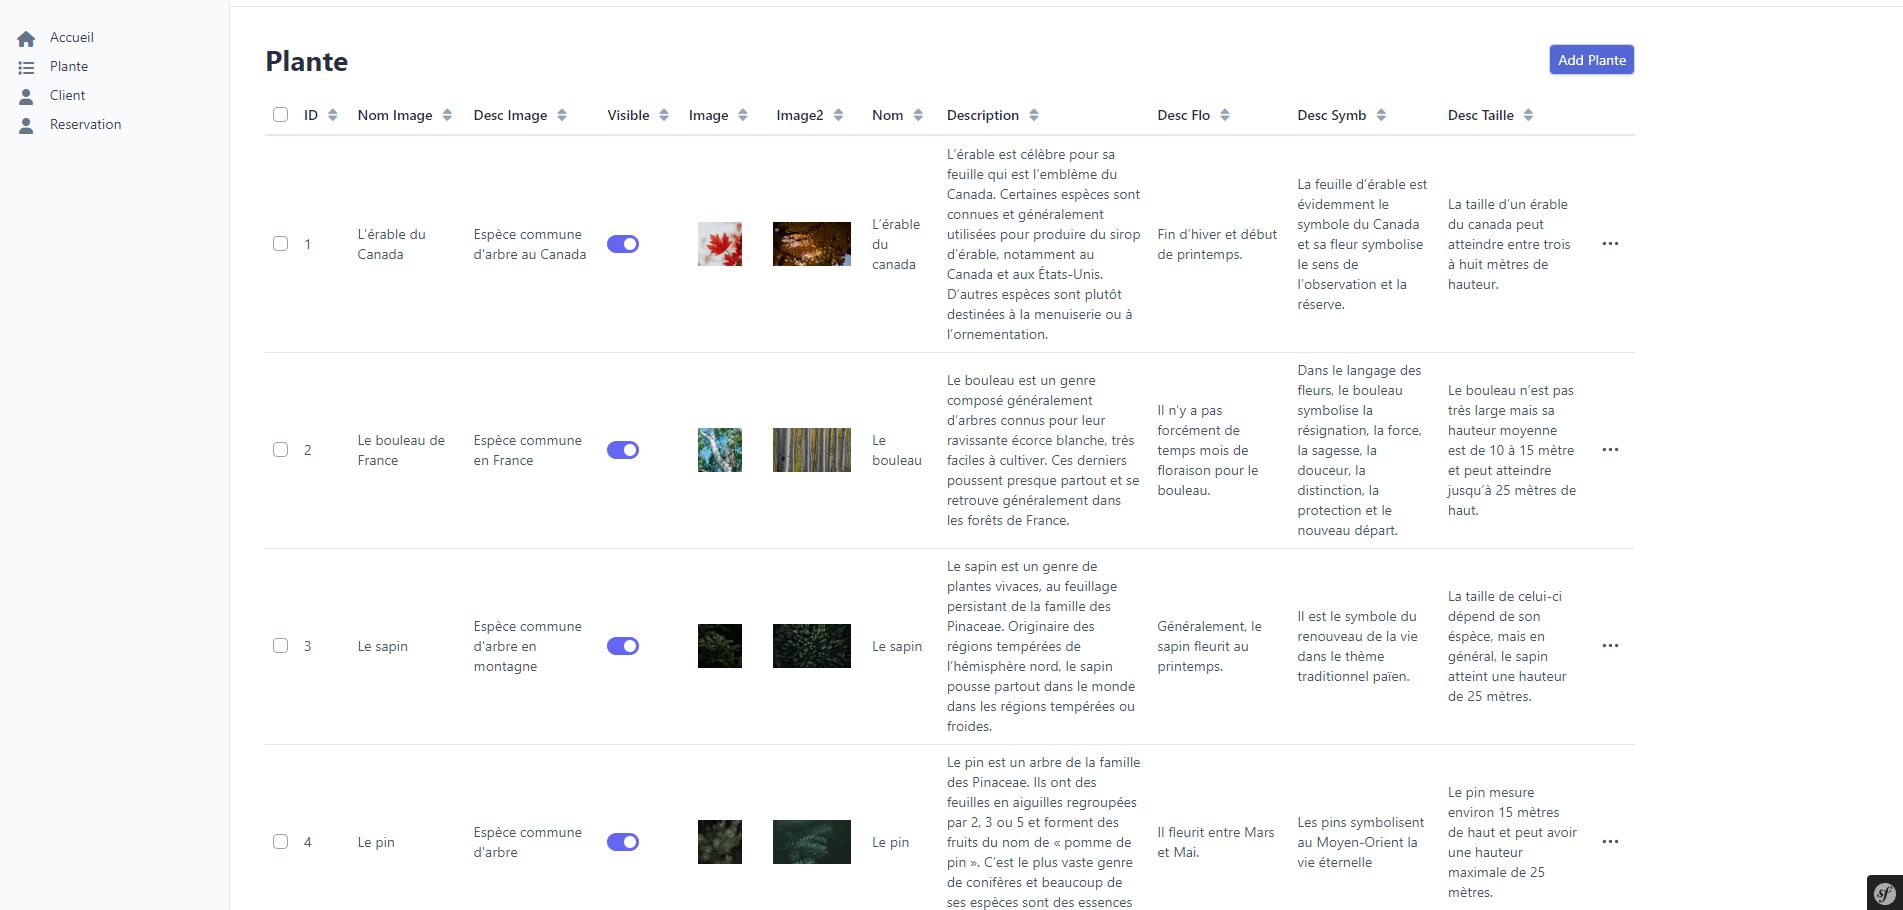 Accueil
Plante
Client
Reservation
Plante
Add Plante
ID Nom Image Desc Image Visible Image Image2 Nom Description Desc Flo Desc Symb Desc Taille
1
L'érable du
Canada
Espèce commune
d'arbre au Canada
L'érable
du
canada
L'érable est célèbre pour sa
feuille qui est l'emblème du
Canada. Certaines espèces sont
connues et généralement
utilisées pour produire du sirop
d'érable, notamment au
Canada et aux États-Unis.
D'autres espèces sont plutôt
destinées à la menuiserie ou à
l'ornementation.
Fin d'hiver et début
de printemps.
La feuille d'érable est
évidemment le
symbole du Canada
et sa fleur symbolise
le sens de
l'observation et la
réserve.
La taille d'un érable
du canada peut
atteindre entre trois
à huit mètres de
hauteur.
2
Le bouleau de
France
Espèce commune
en France
Le
bouleau
Le bouleau est un genre
composé généralement
d'arbres connus pour leur
ravissante écorce blanche, très
faciles à cultiver. Ces derniers
poussent presque partout et se
retrouve généralement dans
les forêts de France.
Il n'y a pas
forcément de
temps mois de
floraison pour le
bouleau.
Dans le langage des
fleurs, le bouleau
symbolise la
résignation, la force,
la sagesse, la
douceur, la
distinction, la
protection et le
nouveau départ.
Le bouleau n'est pas
très large mais sa
hauteur moyenne
est de 10 à 15 mètre
et peut atteindre
jusqu'à 25 mètres de
haut.
3
Le sapin
Espèce commune
d'arbre en
montagne
Le sapin
Le sapin est un genre de
plantes vivaces, au feuillage
persistant de la famille des
Pinaceae. Originaire des
régions tempérées de
l'hémisphère nord, le sapin
pousse partout dans le monde
dans les régions tempérées ou
froides.
Généralement, le
sapin fleurit au
printemps.
Il est le symbole du
renouveau de la vie
dans le thème
traditionnel païen.
La taille de celui-ci
dépend de son
éspèce, mais en
général, le sapin
atteint une hauteur
de 25 mètres.
4
Le pin
Espèce commune
d'arbre
Le pin
Le pin est un arbre de la famille
des Pinaceae. Ils ont des
feuilles en aiguilles regroupées
par 2, 3 ou 5 et forment des
fruits du nom de « pomme de
pin ». C'est le plus vaste genre
de conifères et beaucoup de
ses espèces sont des essences
Il fleurit entre Mars
et Mai.
Les pins symbolisent
au Moyen-Orient la
vie éternelle
Le pin mesure
environ 15 mètres
de haut et peut avoir
une hauteur
maximale de 25
mètres.
sf